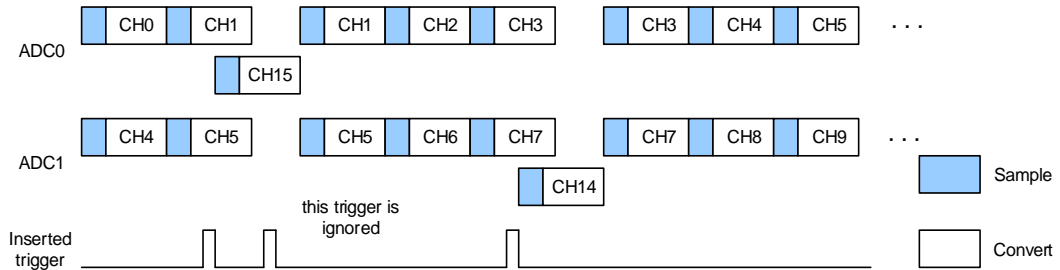 ADC0
CH0 CH1 CH1 CH2 CH3 CH3 CH4 CH5 . . .
CH15
ADC1
CH4 CH5 CH5 CH6 CH7 CH7 CH8 CH9 . . .
CH14
Sample
this trigger is
ignored
Inserted
trigger
Convert